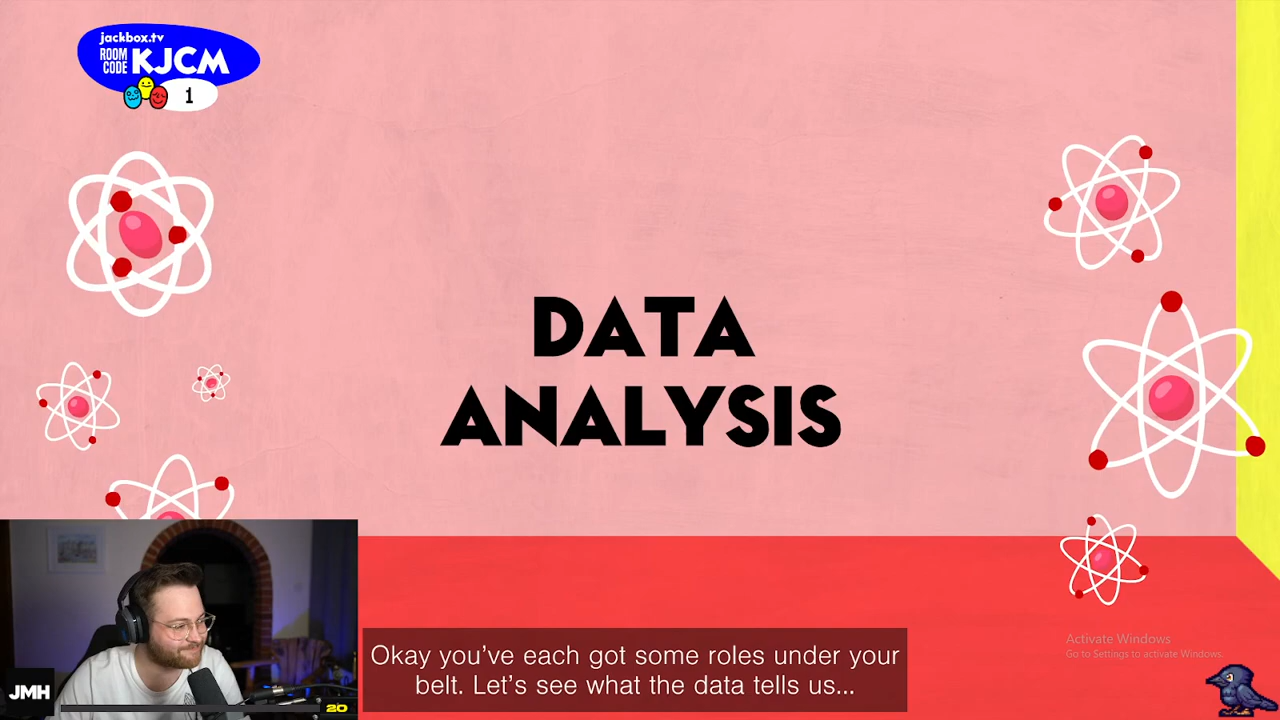 jackbox.tv
ROOM
CODE
KJCM
1
DATA
ANALYSIS
Okay you've each got some roles under your
belt. Let's see what the data tells us...
Activate Windows
Go to Settings to activate Windows.
JMH
20